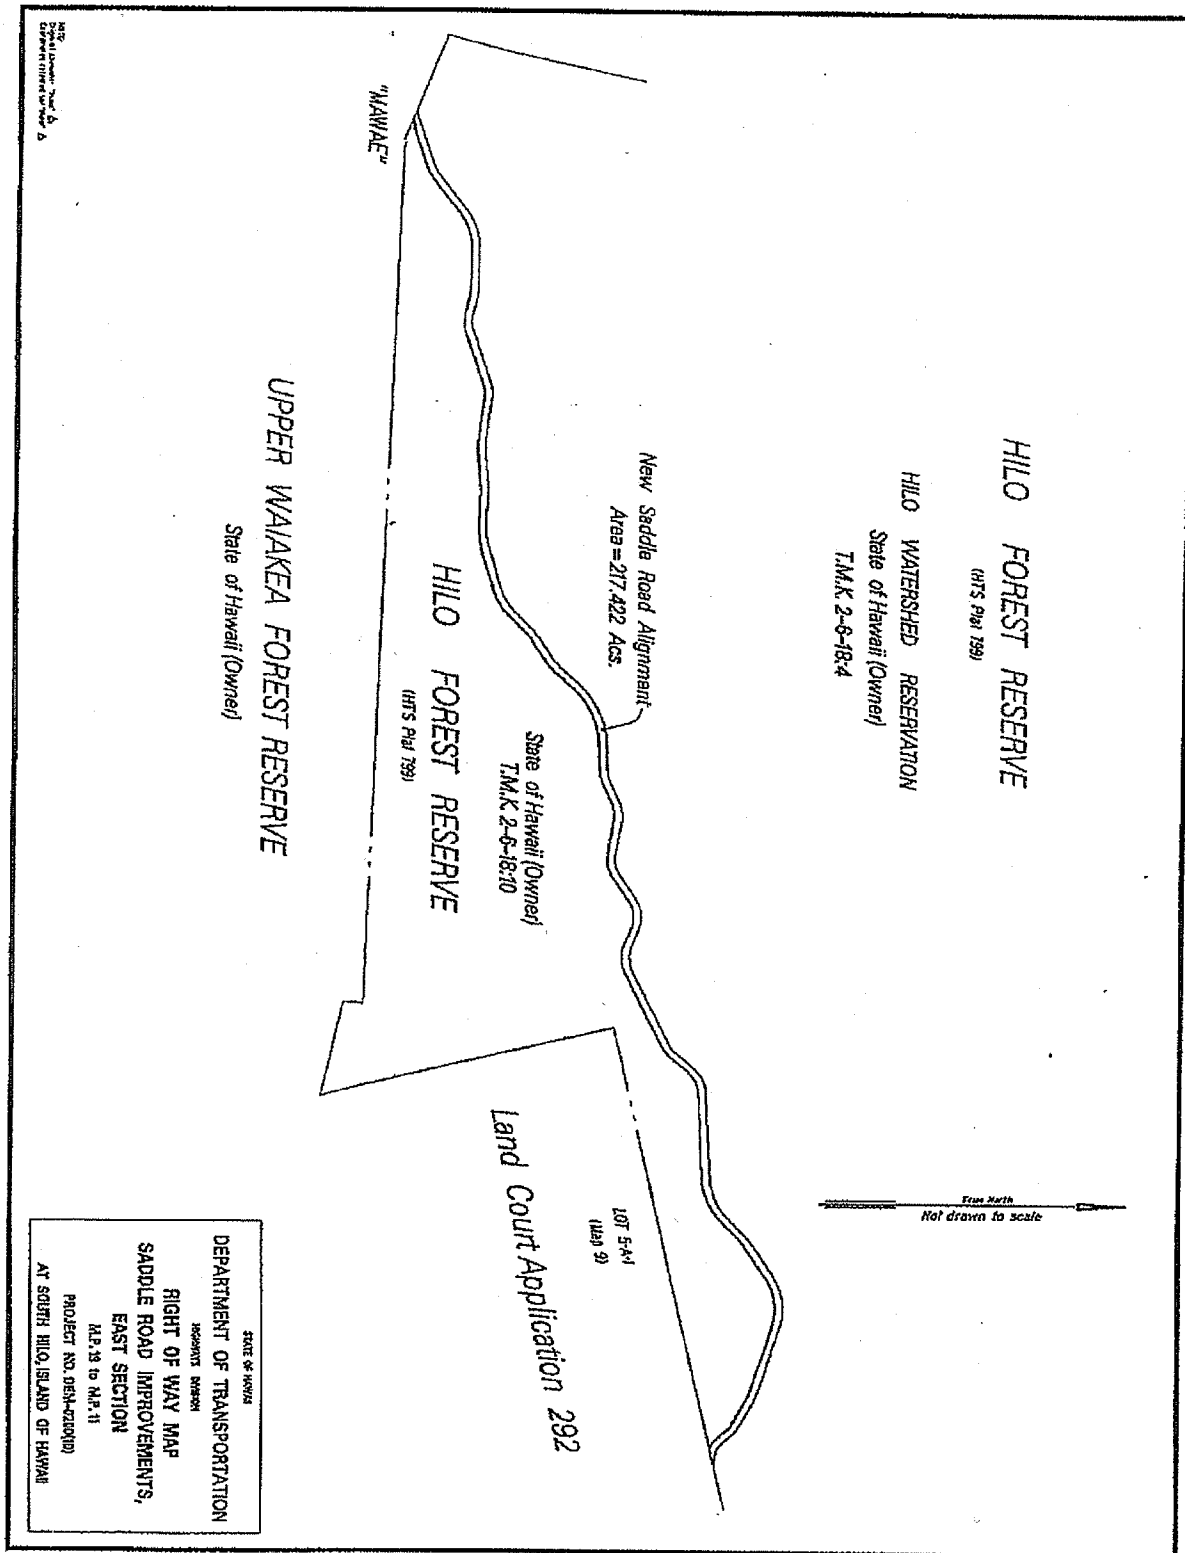 HILO FOREST RESERVE
(HTS Plat 799)
HILO WATERSHED RESERVATION
State of Hawaii (Owner)
T.M.K. 2-6-18:4
New Saddle Road Alignment
Area=217.422 Acs.
True North
Not drawn to scale
"MAWAE"
State of Hawaii (Owner)
T.M.K. 2-6-18:10
HILO FOREST RESERVE
(HTS Plat 799)
LOT 5-A-1
(Map 9)
Land Court Application 292
UPPER WAIAKEA FOREST RESERVE
State of Hawaii (Owner)
STATE OF HAWAII
DEPARTMENT OF TRANSPORTATION
HIGHWAYS DIVISION
RIGHT OF WAY MAP
SADDLE ROAD IMPROVEMENTS,
EAST SECTION
M.P. 19 to M.P. 11
PROJECT NO.
AT SOUTH HILO, ISLAND OF HAWAII